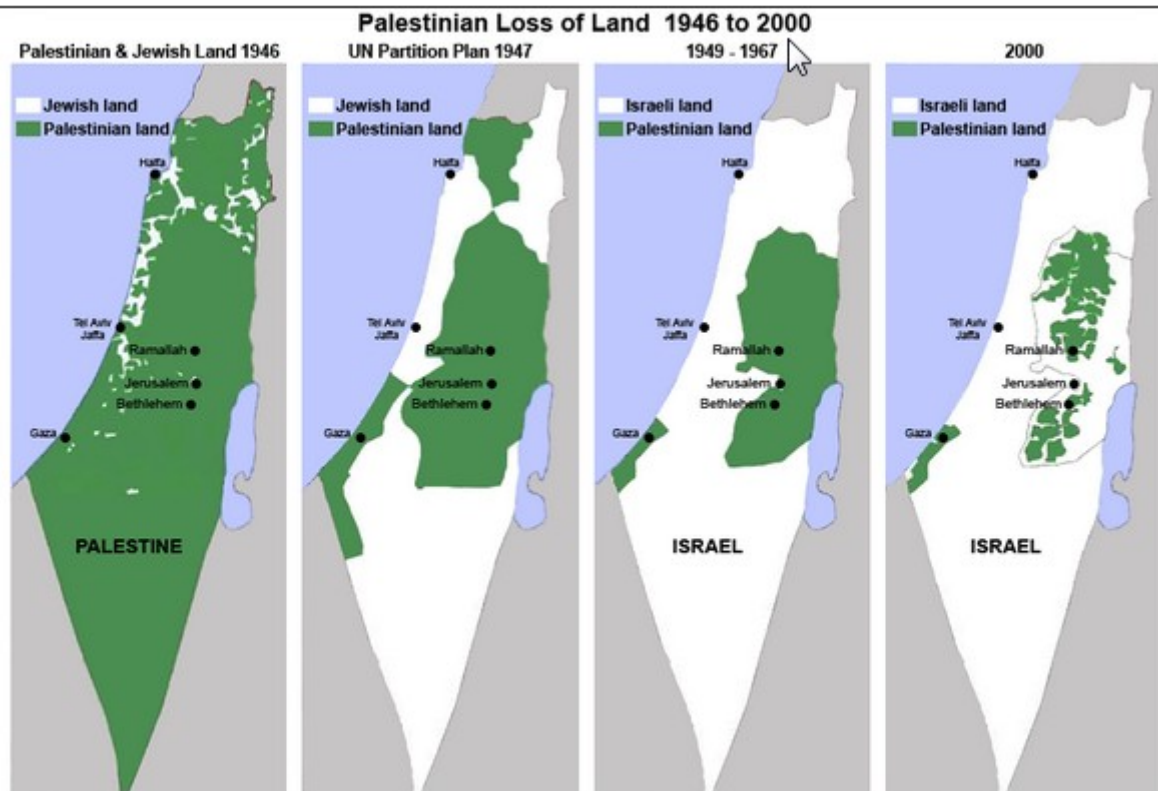 Palestinian Loss of Land 1946 to 2000
Palestinian & Jewish Land 1946
Jewish land
Palestinian land
Haifa
Tel Aviv
Jaffa
Ramallah
Jerusalem
Bethlehem
Gaza
PALESTINE
UN Partition Plan 1947
Jewish land
Palestinian land
Haifa
Tel Aviv
Jaffa
Ramallah
Jerusalem
Bethlehem
Gaza
1949 - 1967
Israeli land
Palestinian land
Haifa
Tel Aviv
Jaffa
Ramallah
Jerusalem
Bethlehem
Gaza
ISRAEL
2000
Israeli land
Palestinian land
Haifa
Tel Aviv
Jaffa
Ramallah
Jerusalem
Bethlehem
Gaza
ISRAEL